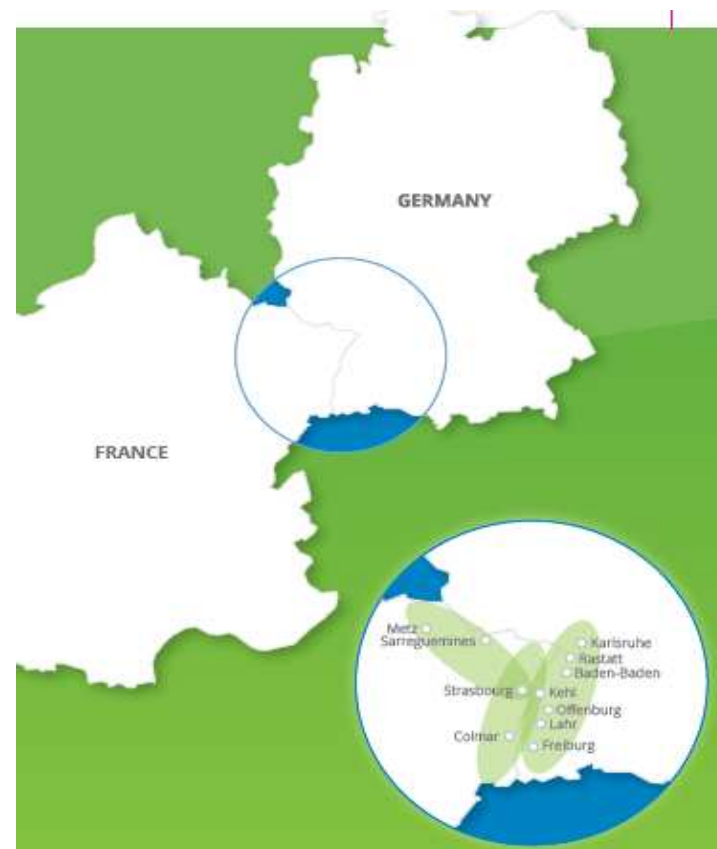 GERMANY
FRANCE
Metz
Sarreguemines
Karlsruhe
Rastatt
Baden-Baden
Strasbourg
Kehl
Offenburg
Lahr
Colmar
Freiburg